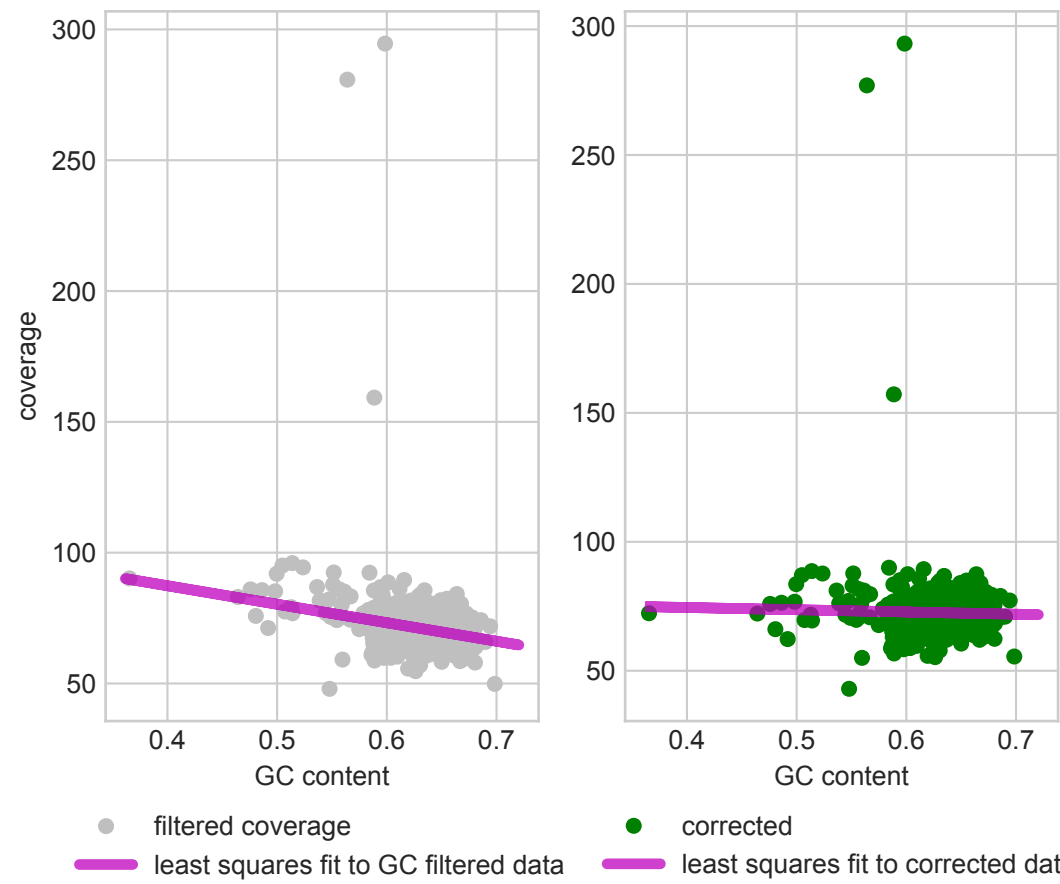 300
250
200
150
100
50
coverage
0.4 0.5 0.6 0.7
GC content
300
250
200
150
100
50
0.4 0.5 0.6 0.7
GC content
filtered coverage
least squares fit to GC filtered data
corrected
least squares fit to corrected dat